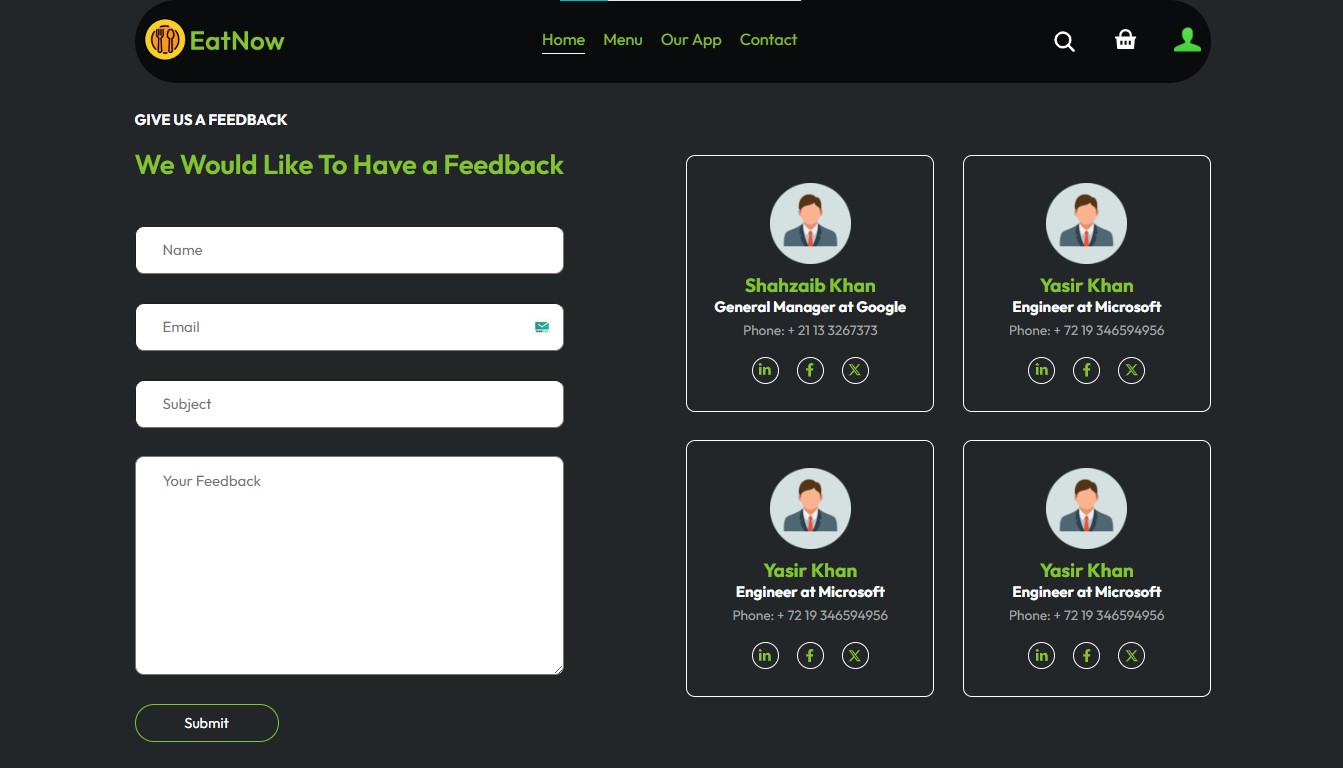 EatNow
Home Menu Our App Contact
GIVE US A FEEDBACK
We Would Like To Have a Feedback
Name
Email
Subject
Your Feedback
Submit
Shahzaib Khan
General Manager at Google
Phone: + 21 13 3267373
Yasir Khan
Engineer at Microsoft
Phone: + 72 19 346594956
Yasir Khan
Engineer at Microsoft
Phone: + 72 19 346594956
Yasir Khan
Engineer at Microsoft
Phone: + 72 19 346594956